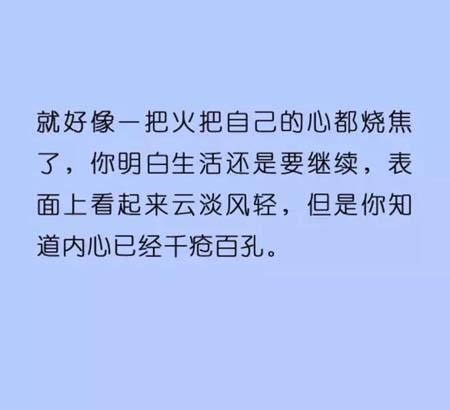 就好像一把火把自己的心都烧焦
了，你明白生活还是要继续，表
面上看起来云淡风轻，但是你知
道内心已经千疮百孔。